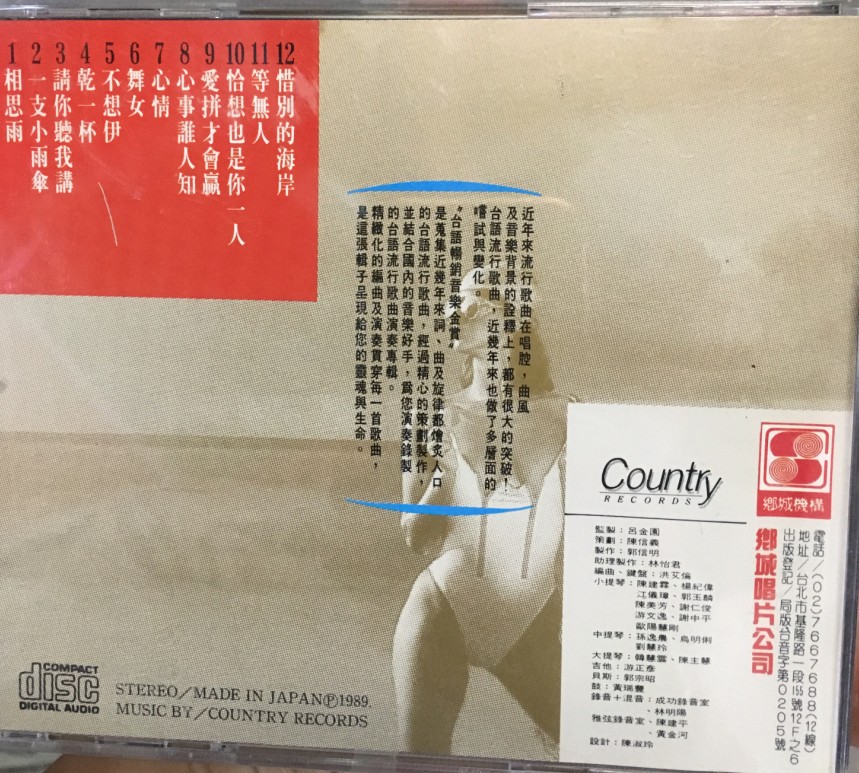 1 相思雨
2 一支小雨傘
3 請你聽我講
4 乾一杯
5 不想伊
6 舞女
7 心情
8 心事誰人知
9 愛拼才會贏
10 恰想也是你一人
11 等無人
12 惜別的海岸
近年來流行歌曲在唱腔，曲風
及音樂背景的詮釋上，都有很大的突破！
台語流行歌曲，近幾年來也做了多層面的
嚐試與變化。
"台語暢銷音樂金賞"
是蒐集近幾年來詞、曲及旋律都燴炙人口
的台語流行歌曲，經過精心的策劃製作，
並結合國內的音樂好手，爲您演奏錄製
的台語流行歌曲演奏專輯。
精緻化的編曲及演奏貫穿每一首歌曲，
是這張輯子呈現給您的靈魂與生命。
Country
RECORDS
監製：呂金園
策劃：陳信義
製作：郭信明
助理製作：林怡君
編曲、鍵盤：洪艾倫
小提琴：陳建霖、楊紀偉
江儀瑋、郭玉麟
陳美芳、謝仁俊
游文逸、謝中平
歐陽慧剛
中提琴：孫逸農、烏明俐
劉慧玲
大提琴：韓慧雲、陳主慧
吉他：游正彥
貝斯：郭宗韶
鼓：黃瑞豐
錄音＋混音：成功錄音室
、林明陽
雅弦錄音室、陳建平
、黃金河
設計：陳淑玲
鄉城機構
鄉城唱片公司
電話／(02)7667688(12線)
地址／台北市基隆路一段155號12F之6
出版登記／局版台音字第0205號
COMPACT
disc
DIGITAL AUDIO
STEREO／MADE IN JAPANⓅ1989.
MUSIC BY／COUNTRY RECORDS